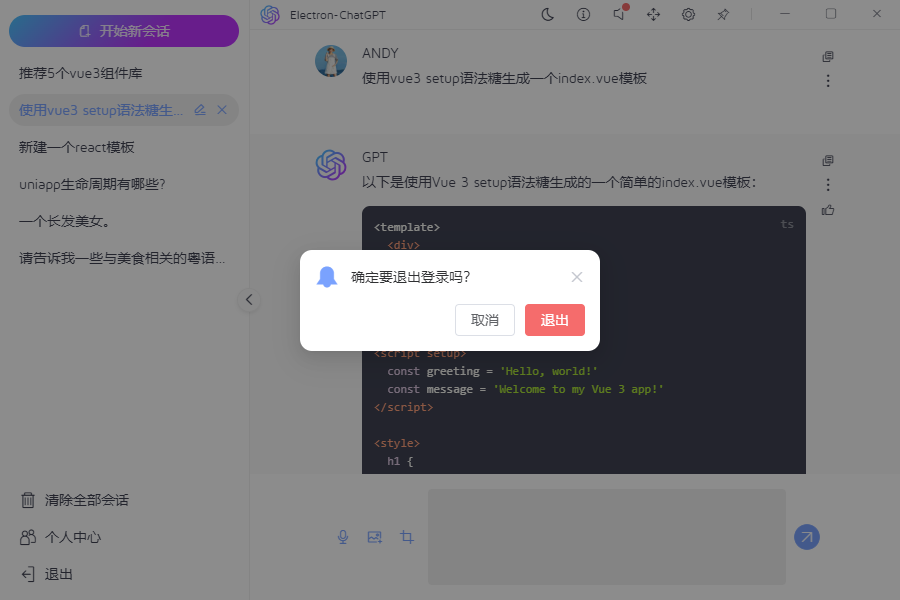 开始新会话
推荐5个vue3组件库
使用vue3 setup语法糖生...
新建一个react模板
uniapp生命周期有哪些?
一个长发美女。
请告诉我一些与美食相关的粤语...
清除全部会话
个人中心
退出
Electron-ChatGPT
ANDY
使用vue3 setup语法糖生成一个index.vue模板
GPT
以下是使用Vue 3 setup语法糖生成的一个简单的index.vue模板：
ts
<template>
<div>
确定要退出登录吗?
取消
退出
<script setup>
const greeting = 'Hello, world!'
const message = 'Welcome to my Vue 3 app!'
</script>
<style>
h1 {